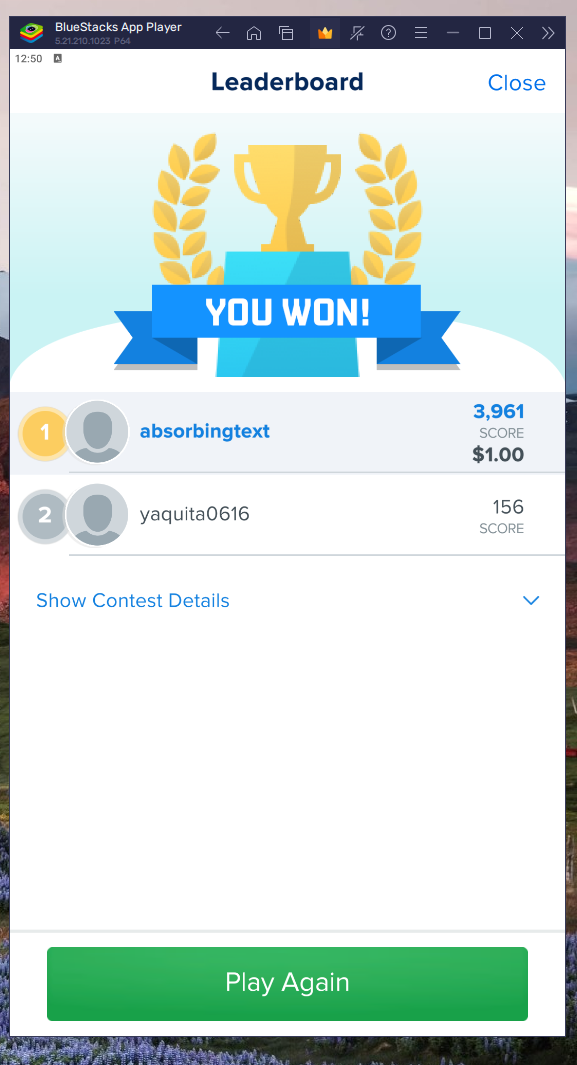 BlueStacks App Player
5.21.210.1023 P64
12:50 A
Leaderboard
Close
YOU WON!
1
absorbingtext
3,961
SCORE
$1.00
2
yaquita0616
156
SCORE
Show Contest Details
Play Again